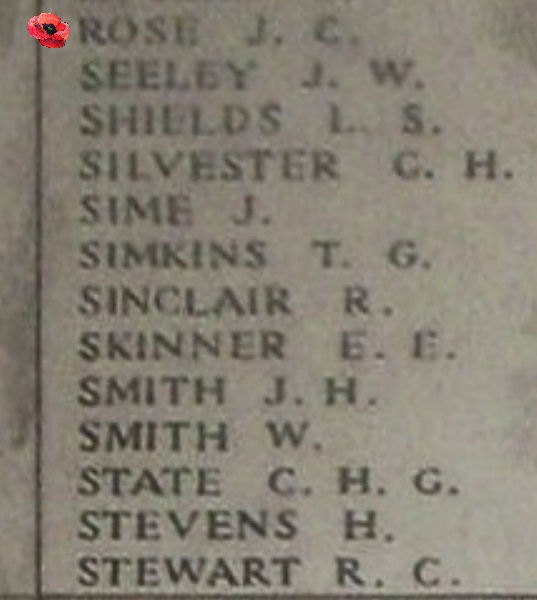 ROSE J. C.
SEELEY J. W.
SHIELDS L. S.
SILVESTER G. H.
SIME J.
SIMKINS T. G.
SINCLAIR R.
SKINNER E. E.
SMITH J. H.
SMITH W.
STATE C. H. G.
STEVENS H.
STEWART R. C.